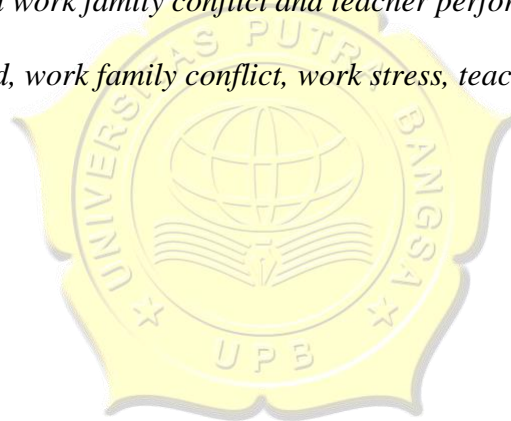 work family conflict and teacher perfor
work family conflict, work stress, teac
UNIVERSITAS PUTRA BANGSA
UPB